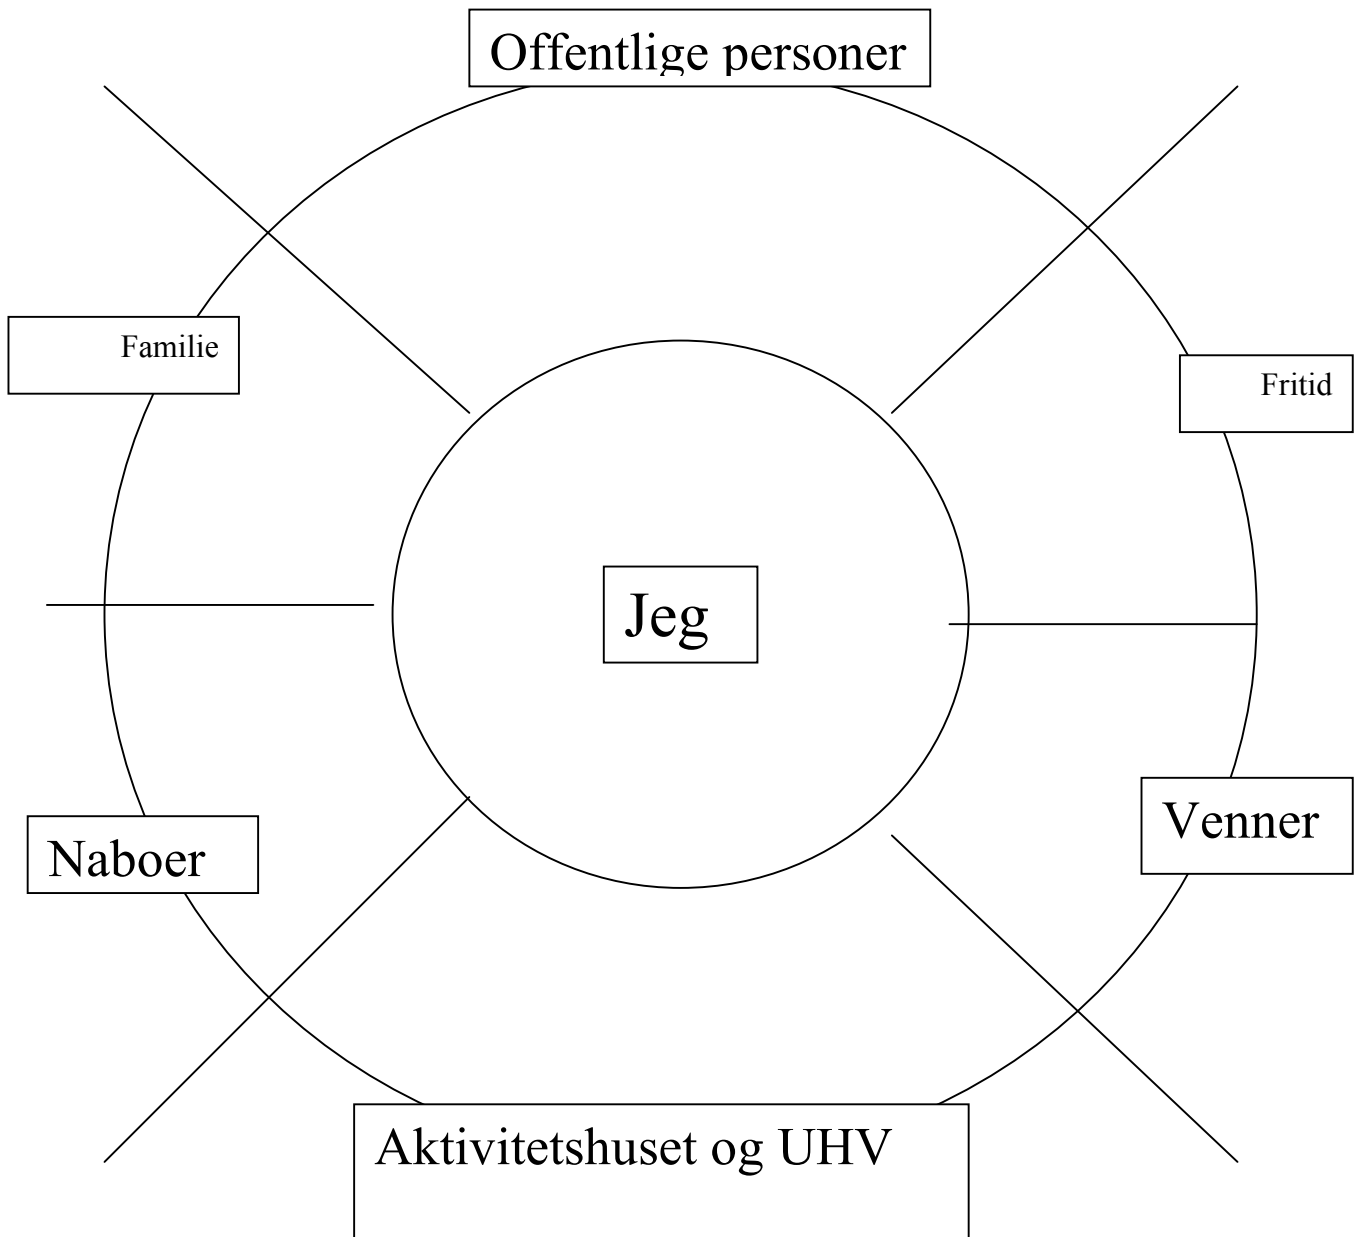 Offentlige personer
Familie
Fritid
Jeg
Venner
Naboer
Aktivitetshuset og UHV